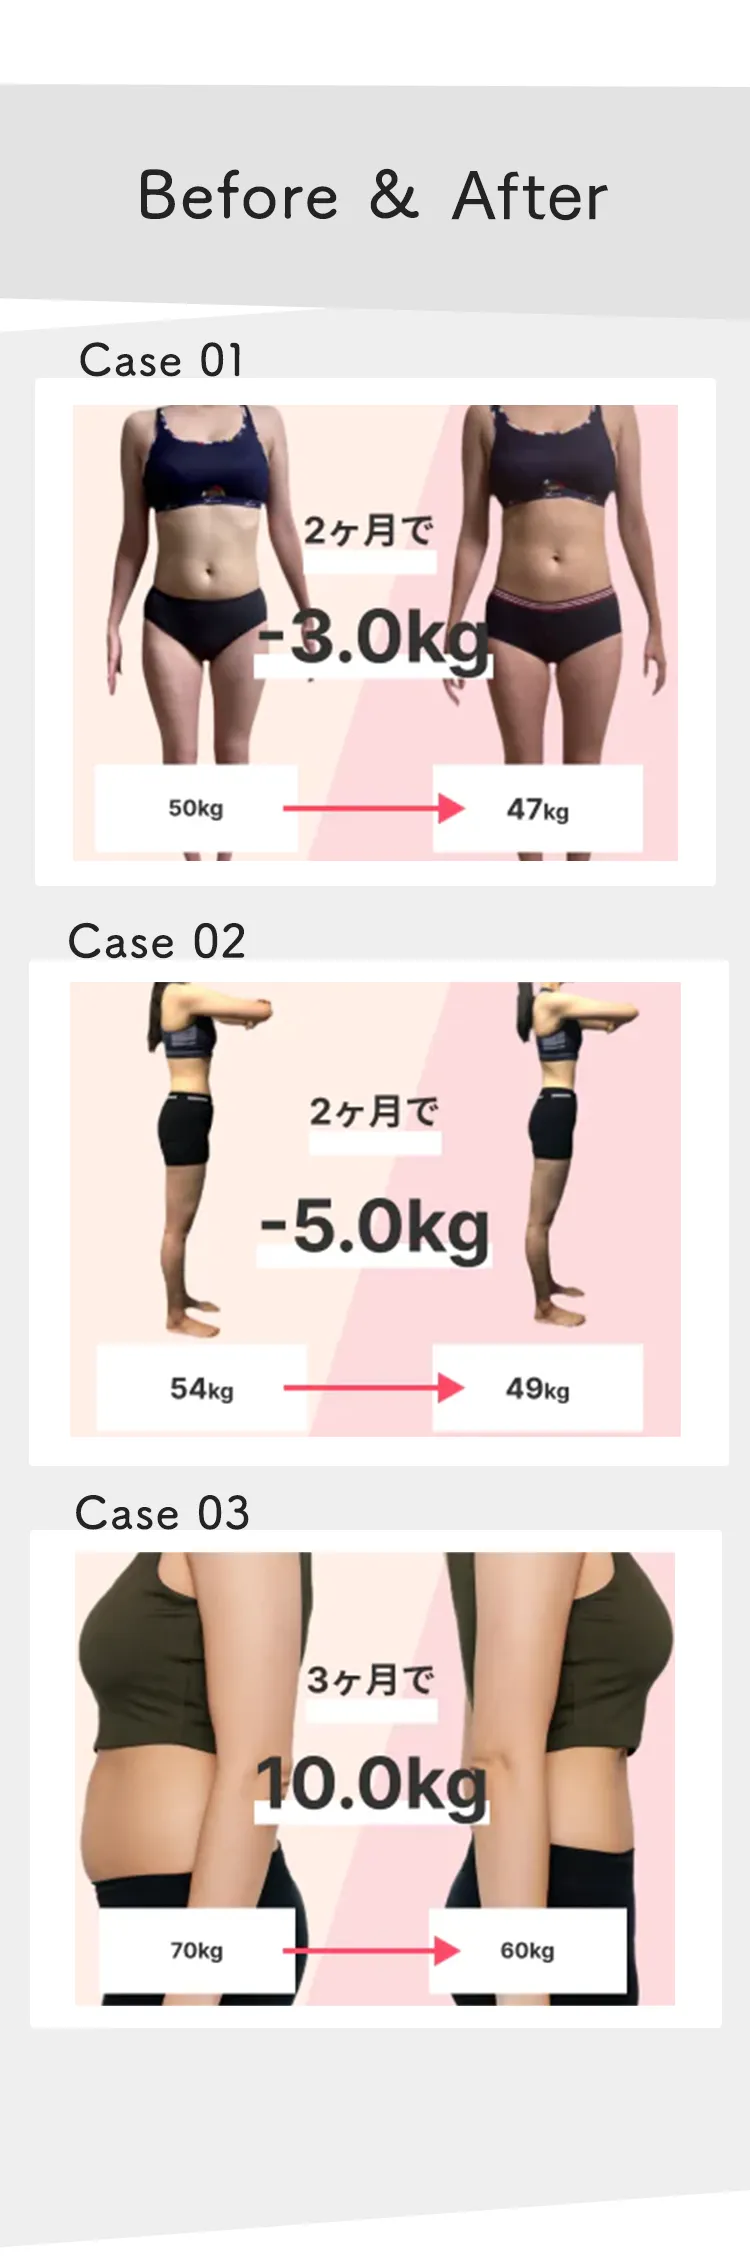 Before & After
Case 01
2ヶ月で
-3.0kg
50kg
47kg
Case 02
2ヶ月で
-5.0kg
54kg
49kg
Case 03
3ヶ月で
10.0kg
70kg
60kg